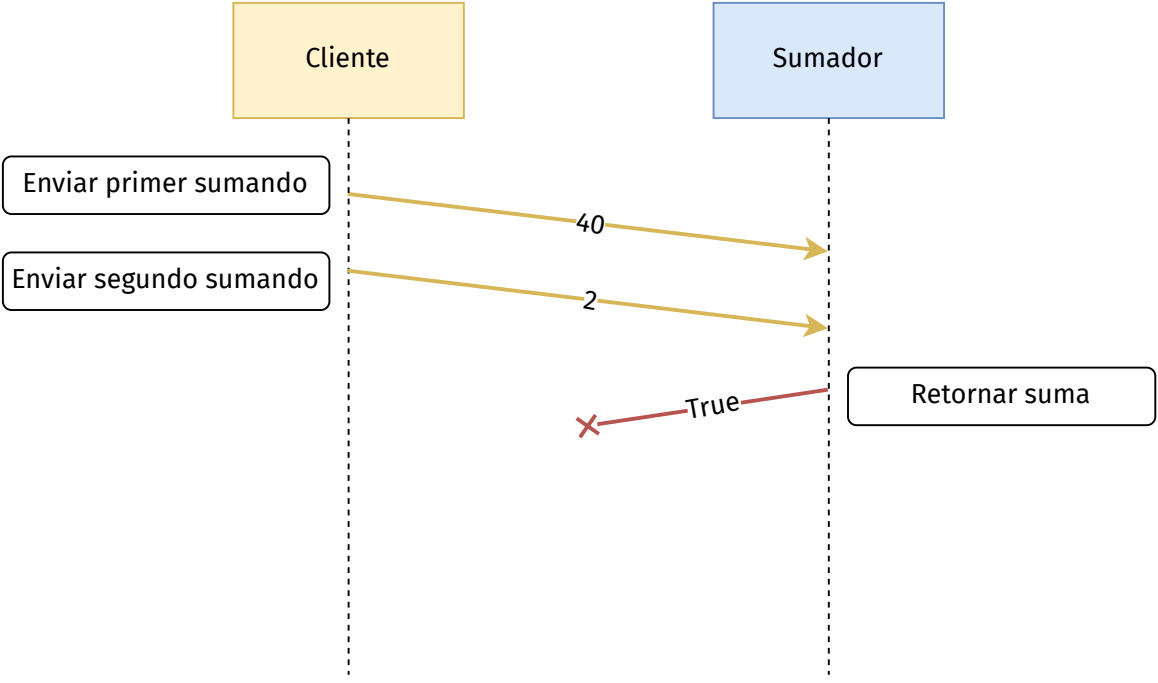 Cliente
Sumador
Enviar primer sumando
40
Enviar segundo sumando
2
True
Retornar suma